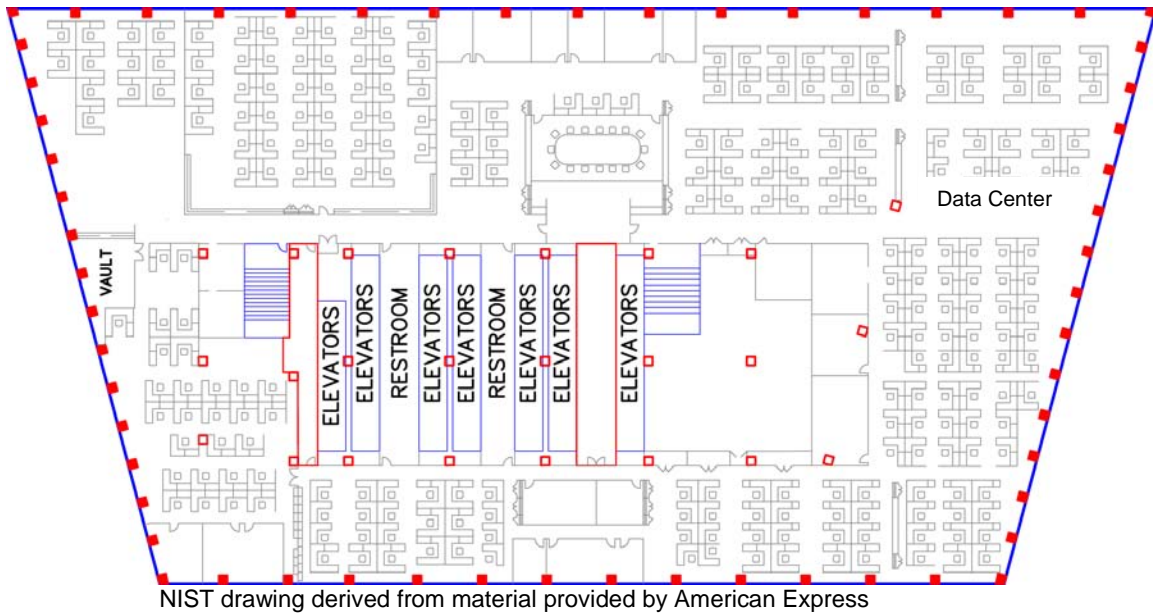 Data Center
VAULT
ELEVATORS
ELEVATORS
RESTROOM
ELEVATORS
ELEVATORS
RESTROOM
ELEVATORS
ELEVATORS
ELEVATORS
NIST drawing derived from material provided by American Express